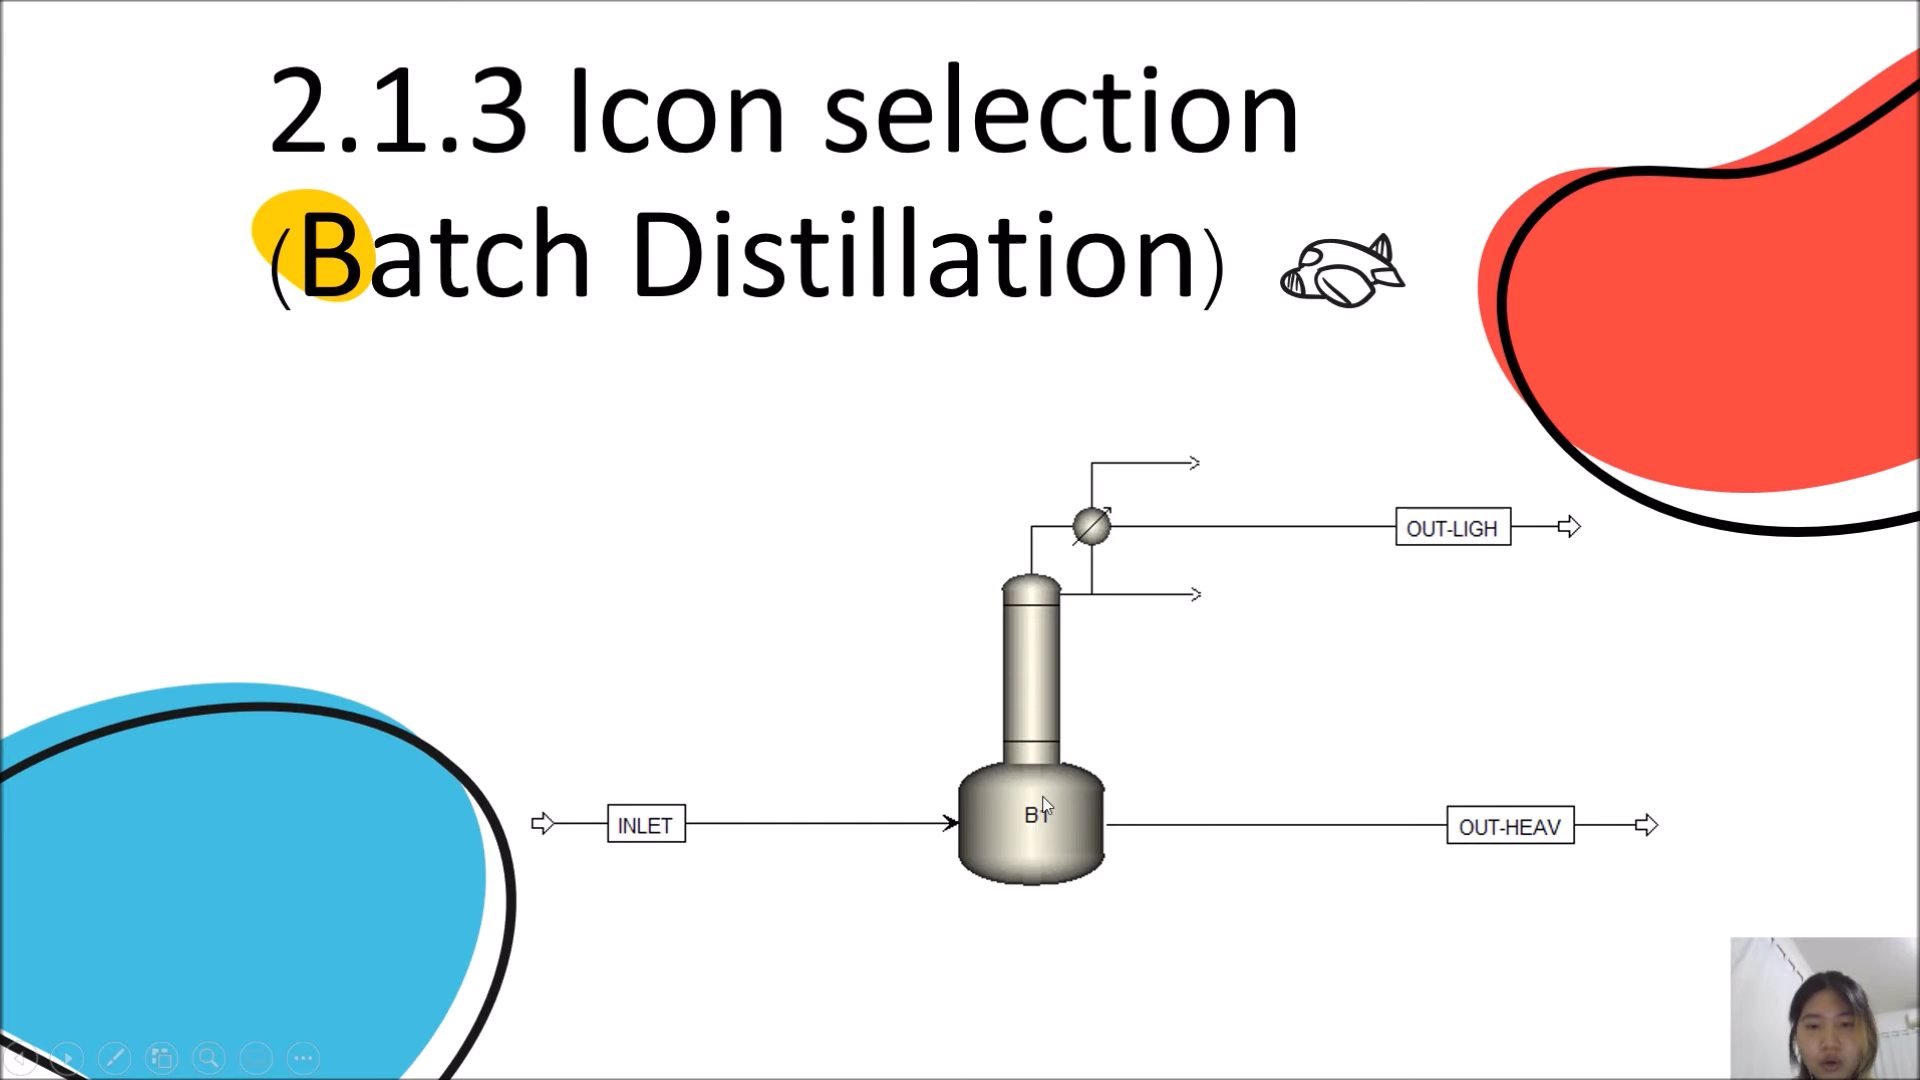 2.1.3 Icon selection
(Batch Distillation)
OUT-LIGH
B1
INLET
OUT-HEAV